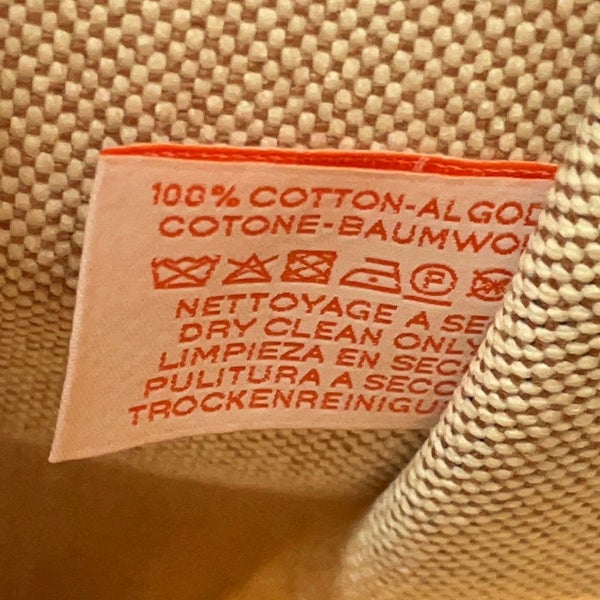 100% COTTON-ALGOD
COTONE-BAUMWO
P
NETTOYAGE A SE
DRY CLEAN ONLY
LIMPIEZA EN SEC
PULITURA A SECC
TROCKENREINIGU